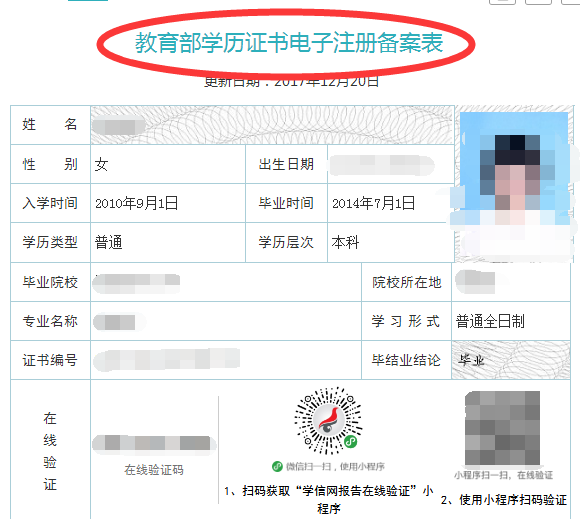 教育部学历证书电子注册备案表
更新日期：2017年12月20日
姓 名
性 别 女 出生日期
入学时间 2010年9月1日 毕业时间 2014年7月1日
学历类型 普通 学历层次 本科
毕业院校 院校所在地
专业名称 学 习 形 式 普通全日制
证书编号 毕结业结论 毕业
在线验证
在线验证码
微信扫一扫，使用小程序
小程序扫一扫，在线验证
1、扫码获取“学信网报告在线验证”小
程序
2、使用小程序扫码验证